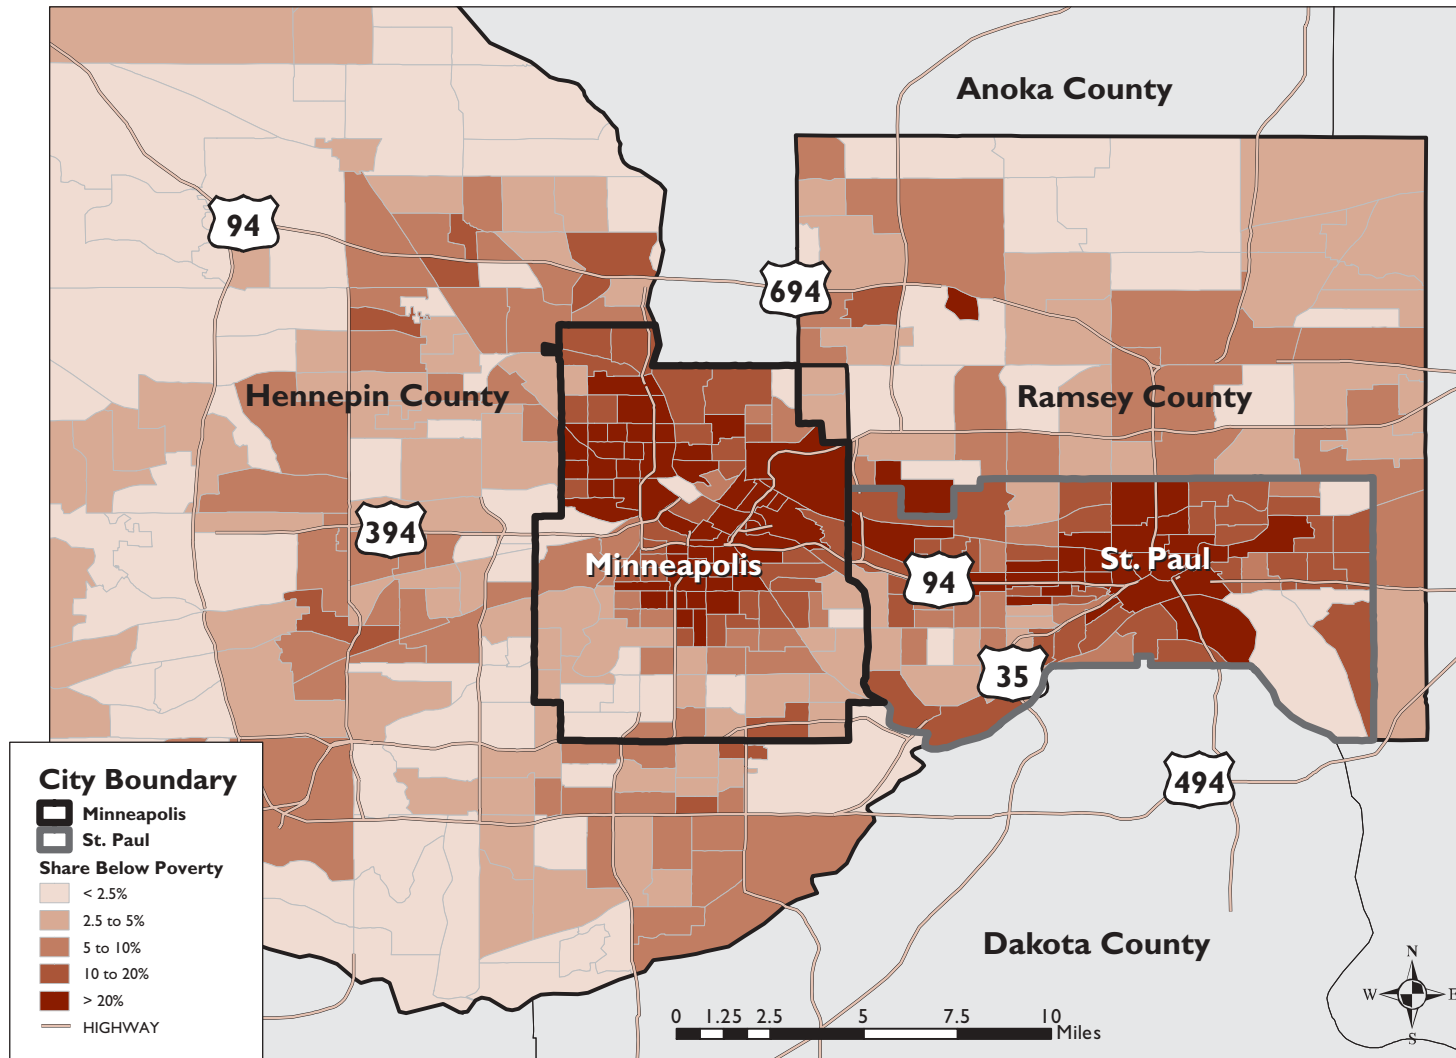 Anoka County
94
694
Hennepin County
Ramsey County
394
Minneapolis
St. Paul
94
35
494
City Boundary
Minneapolis
St. Paul
Share Below Poverty
< 2.5%
2.5 to 5%
5 to 10%
10 to 20%
> 20%
HIGHWAY
Dakota County
N
W E
S
0 1.25 2.5 5 7.5 10
Miles